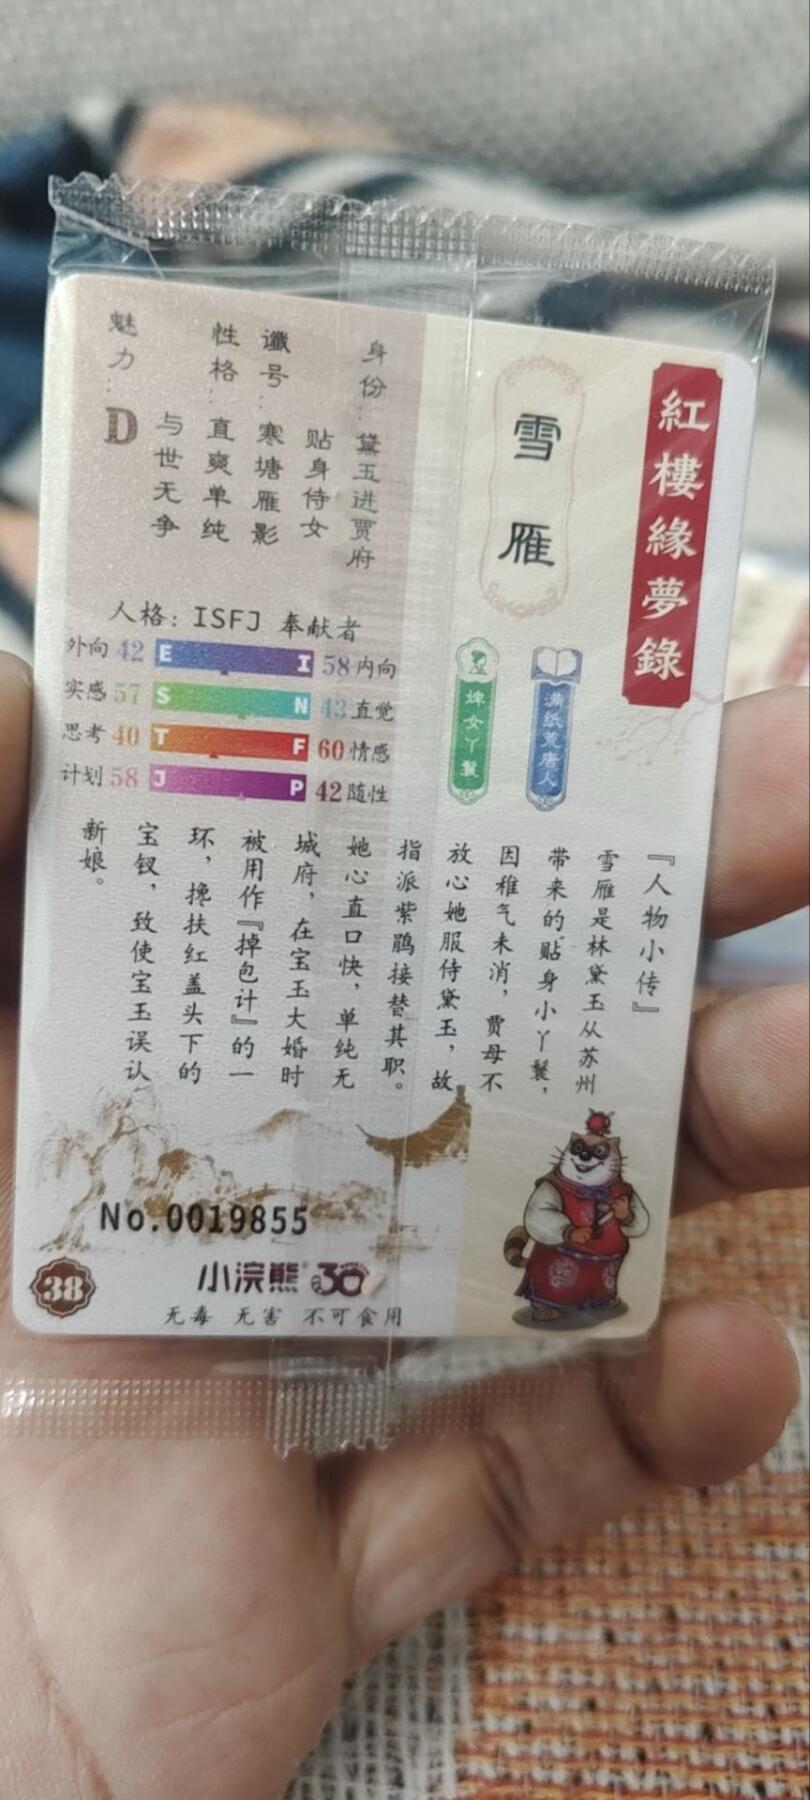 紅樓緣夢錄
雪雁
身份：黛玉进贾府
贴身侍女
谶号：寒塘雁影
性格：直爽单纯
与世无争
魅力：D
人格：ISFJ 奉献者
外向 42 E I 58 内向
实感 57 S N 43 直觉
思考 40 T F 60 情感
计划 58 J P 42 随性
满纸荒唐人
婢女丫鬟
『人物小传』
雪雁是林黛玉从苏州
带来的贴身小丫鬟，
因稚气未消，贾母不
放心她服侍黛玉，故
指派紫鹃接替其职。
她心直口快，单纯无
城府，在宝玉大婚时
被用作『掉包计』的一
环，搀扶红盖头下的
宝钗，致使宝玉误认
新娘。
No.0019855
38
小浣熊 30
无毒 无害 不可食用